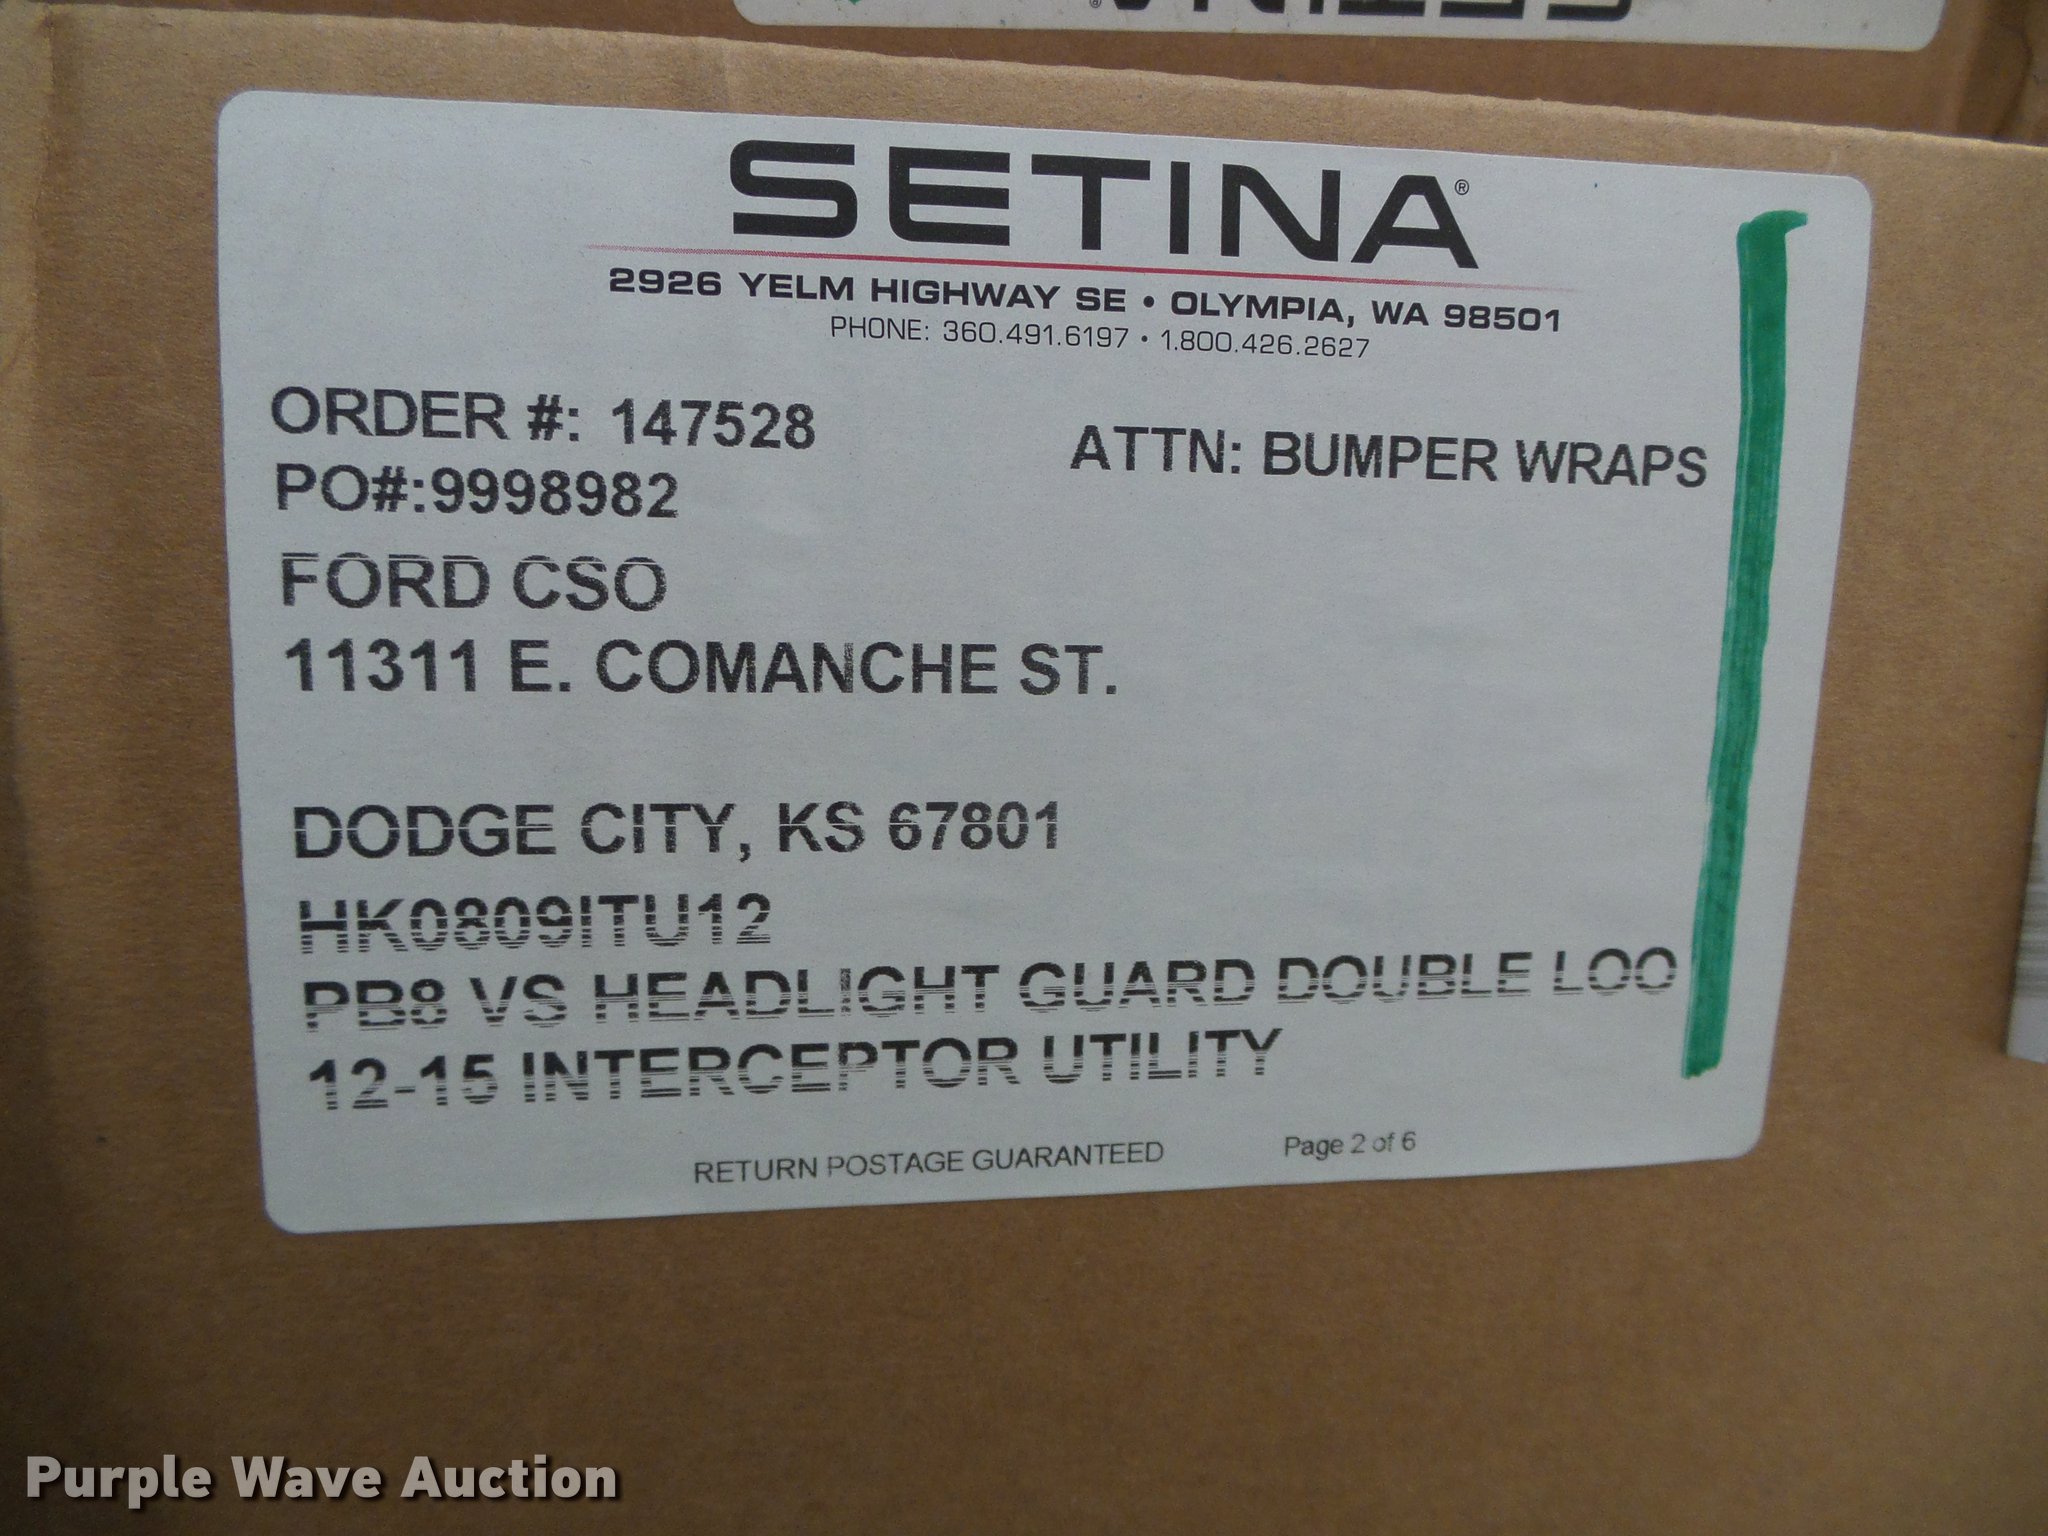 SETINA®
2926 YELM HIGHWAY SE • OLYMPIA, WA 98501
PHONE: 360.491.6197 • 1.800.426.2627
ORDER #: 147528
ATTN: BUMPER WRAPS
PO#:9998982
FORD CSO
11311 E. COMANCHE ST.
DODGE CITY, KS 67801
HK0809ITU12
PB8 VS HEADLIGHT GUARD DOUBLE LOO
12-15 INTERCEPTOR UTILITY
RETURN POSTAGE GUARANTEED
Page 2 of 6
Purple Wave Auction